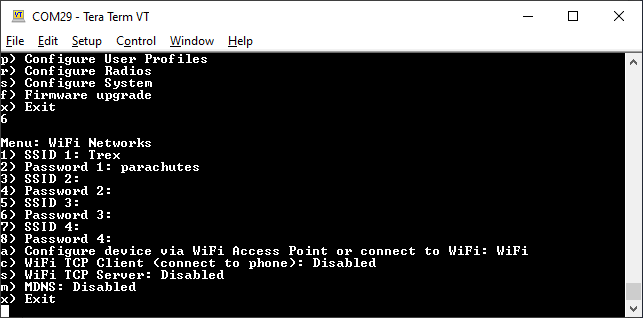 COM29 - Tera Term VT
File Edit Setup Control Window Help
p) Configure User Profiles
r) Configure Radios
s) Configure System
f) Firmware upgrade
x) Exit
6
Menu: WiFi Networks
1) SSID 1: Trex
2) Password 1: parachutes
3) SSID 2:
4) Password 2:
5) SSID 3:
6) Password 3:
7) SSID 4:
8) Password 4:
a) Configure device via WiFi Access Point or connect to WiFi: WiFi
c) WiFi TCP Client (connect to phone): Disabled
s) WiFi TCP Server: Disabled
m) MDNS: Disabled
x) Exit